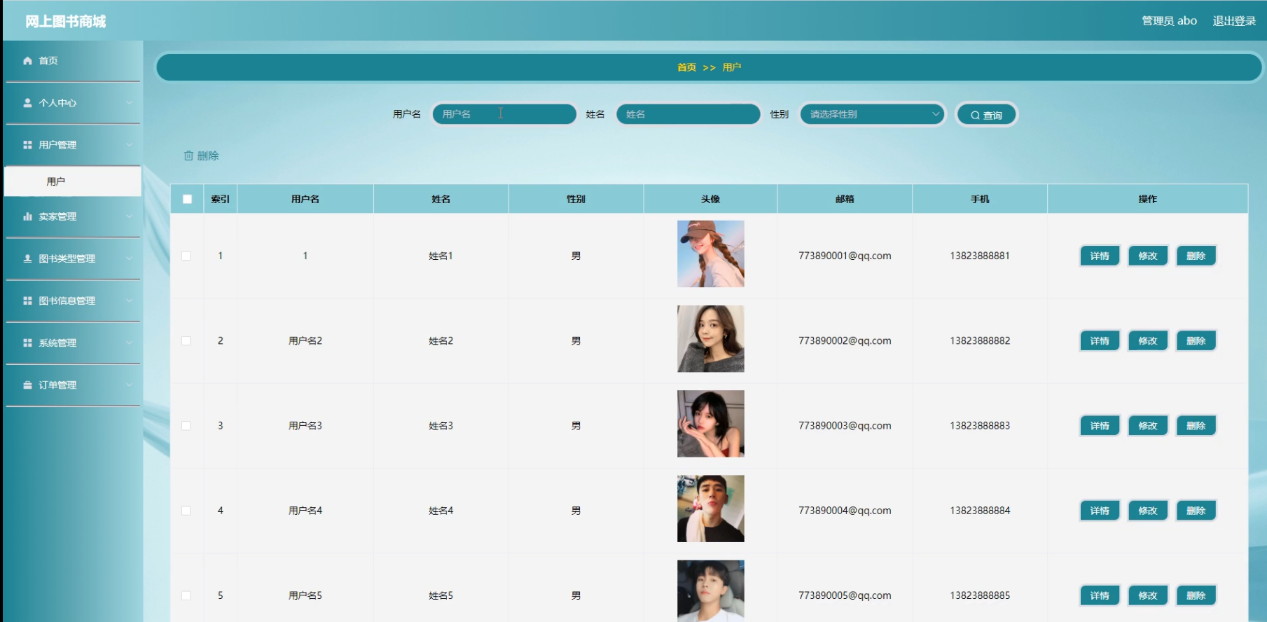 网上图书商城
管理员 abo 退出登录
首页
个人中心
用户管理
用户
卖家管理
图书类型管理
图书信息管理
系统管理
订单管理
首页 >> 用户
用户名 用户名 姓名 姓名 性别 请选择性别 查询
删除
索引 用户名 姓名 性别 头像 邮箱 手机 操作
1 1 姓名1 男 773890001@qq.com 13823888881 详情 修改 删除
2 用户名2 姓名2 男 773890002@qq.com 13823888882 详情 修改 删除
3 用户名3 姓名3 男 773890003@qq.com 13823888883 详情 修改 删除
4 用户名4 姓名4 男 773890004@qq.com 13823888884 详情 修改 删除
5 用户名5 姓名5 男 773890005@qq.com 13823888885 详情 修改 删除